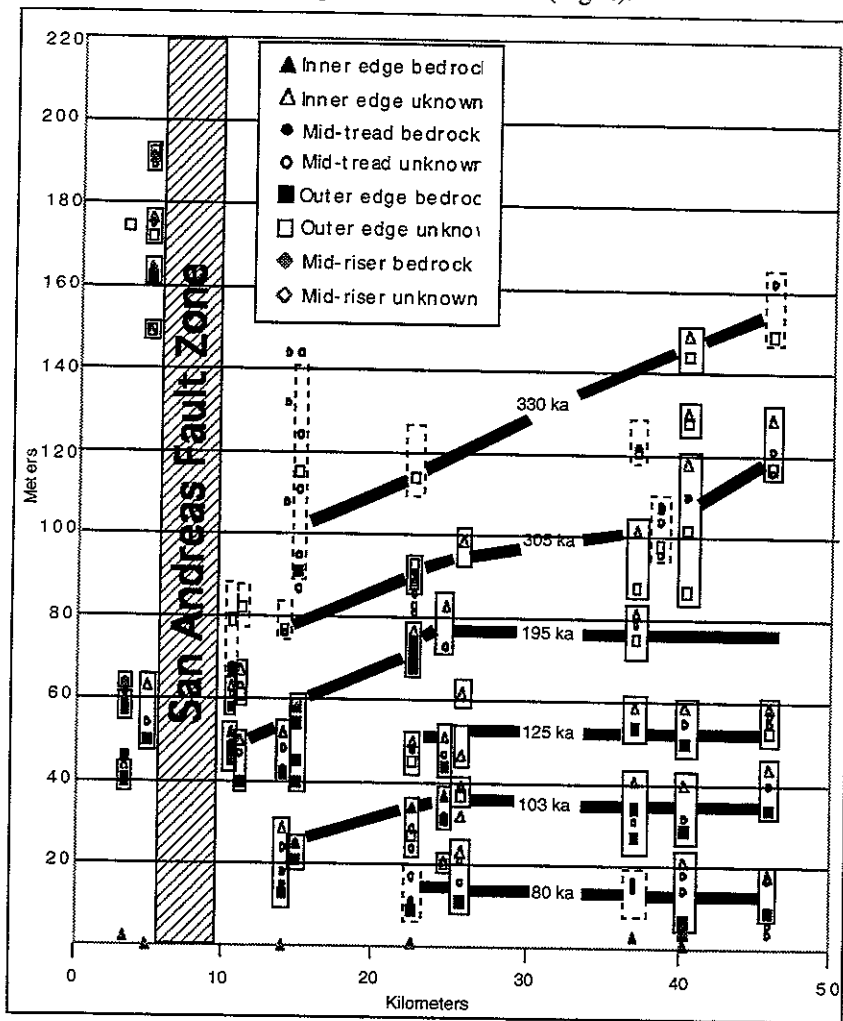 220
200
180
160
140
120
100
80
60
40
20
Meters
San Andreas Fault Zone
Inner edge bedrocl
Inner edge uknown
Mid-tread bedrock
Mid-tread unknown
Outer edge bedroc
Outer edge unknow
Mid-riser bedrock
Mid-riser unknown
330 ka
305 ka
195 ka
125 ka
103 ka
80 ka
0
10
20
30
40
50
Kilometers